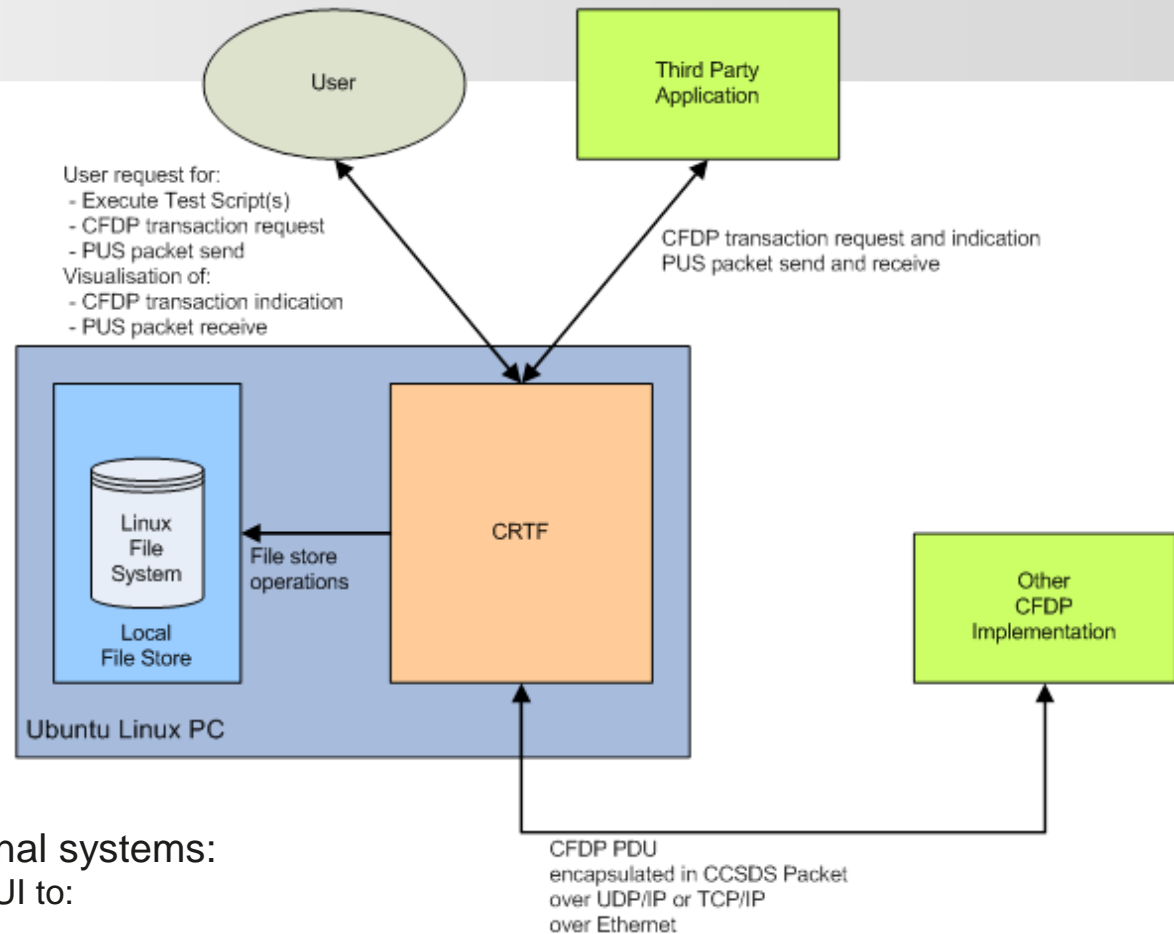 User
Third Party
Application
User request for:
- Execute Test Script(s)
- CFDP transaction request
- PUS packet send
Visualisation of:
- CFDP transaction indication
- PUS packet receive
CFDP transaction request and indication
PUS packet send and receive
Linux
File
System
Local
File Store
File store
operations
CRTF
Other
CFDP
Implementation
Ubuntu Linux PC
nal systems:
UI to:
CFDP PDU
encapsulated in CCSDS Packet
over UDP/IP or TCP/IP
over Ethernet